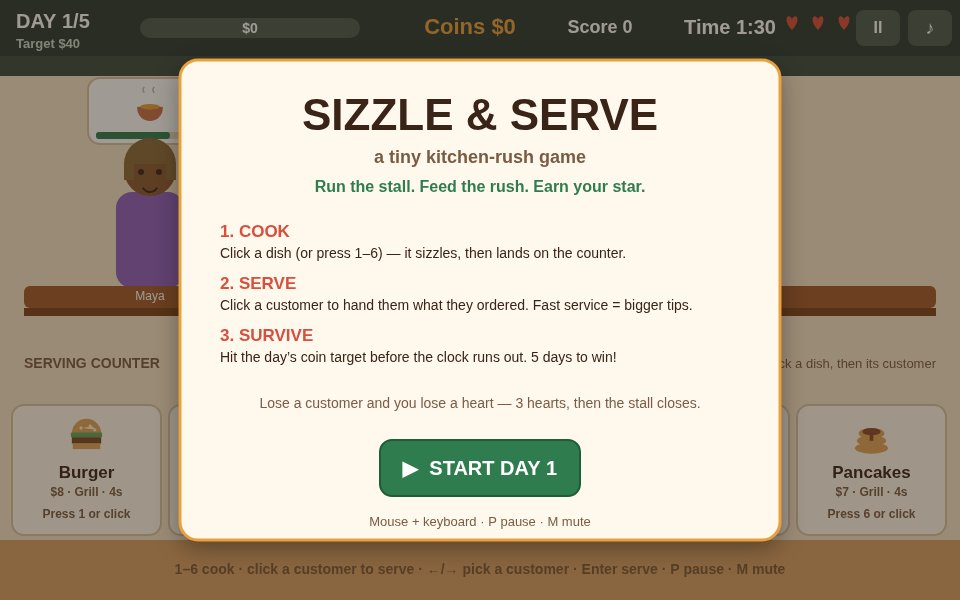 DAY 1/5
Target $40
$0
Coins $0
Score 0
Time 1:30
SIZZLE & SERVE
a tiny kitchen-rush game
Run the stall. Feed the rush. Earn your star.
1. COOK
Click a dish (or press 1–6) — it sizzles, then lands on the counter.
2. SERVE
Click a customer to hand them what they ordered. Fast service = bigger tips.
3. SURVIVE
Hit the day's coin target before the clock runs out. 5 days to win!
Lose a customer and you lose a heart — 3 hearts, then the stall closes.
▶ START DAY 1
Mouse + keyboard · P pause · M mute
Maya
SERVING COUNTER
a dish, then its customer
Burger
$8 · Grill · 4s
Press 1 or click
Pancakes
$7 · Grill · 4s
Press 6 or click
1–6 cook · click a customer to serve · ←/→ pick a customer · Enter serve · P pause · M mute